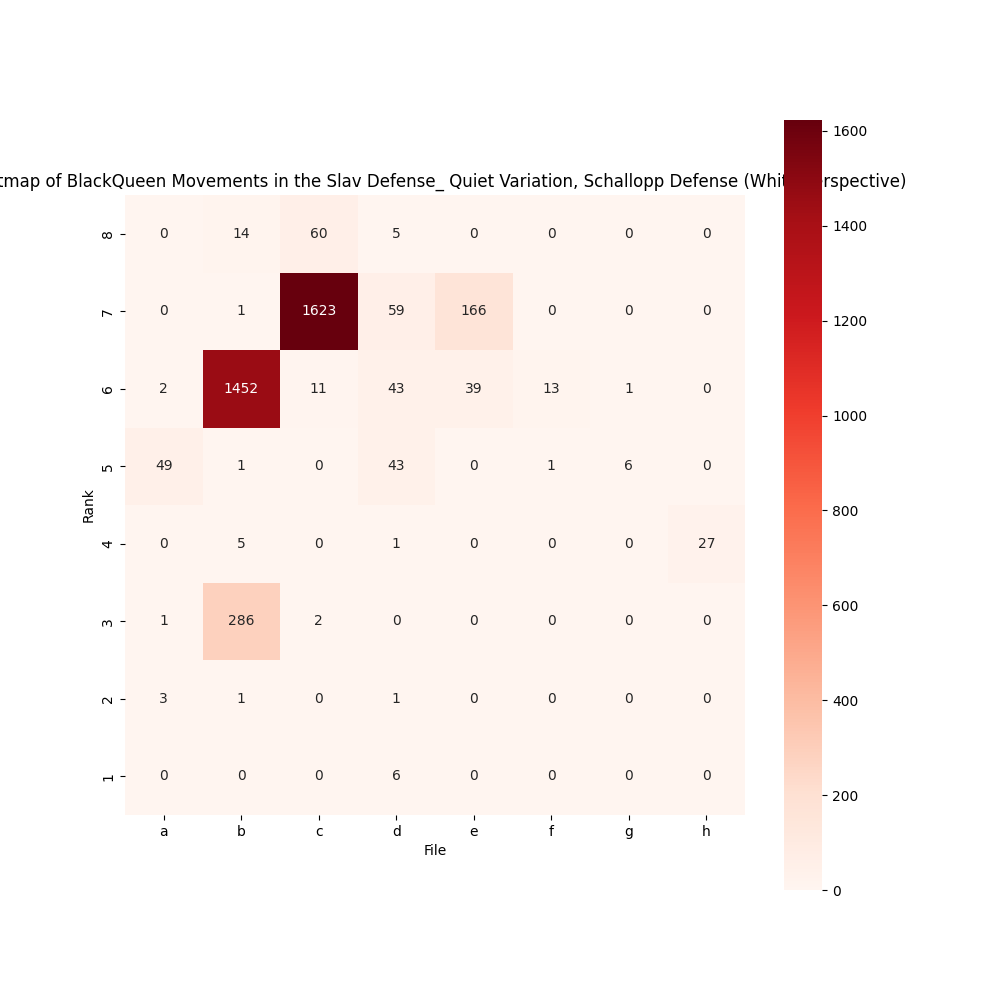 tmap of BlackQueen Movements in the Slav Defense_ Quiet Variation, Schallopp Defense (Whit rspective)
8 0 14 60 5 0 0 0 0
7 0 1 1623 59 166 0 0 0
6 2 1452 11 43 39 13 1 0
5 49 1 0 43 0 1 6 0
4 0 5 0 1 0 0 0 27
3 1 286 2 0 0 0 0 0
2 3 1 0 1 0 0 0 0
1 0 0 0 6 0 0 0 0
a b c d e f g h
File
Rank
1600
1400
1200
1000
800
600
400
200
0